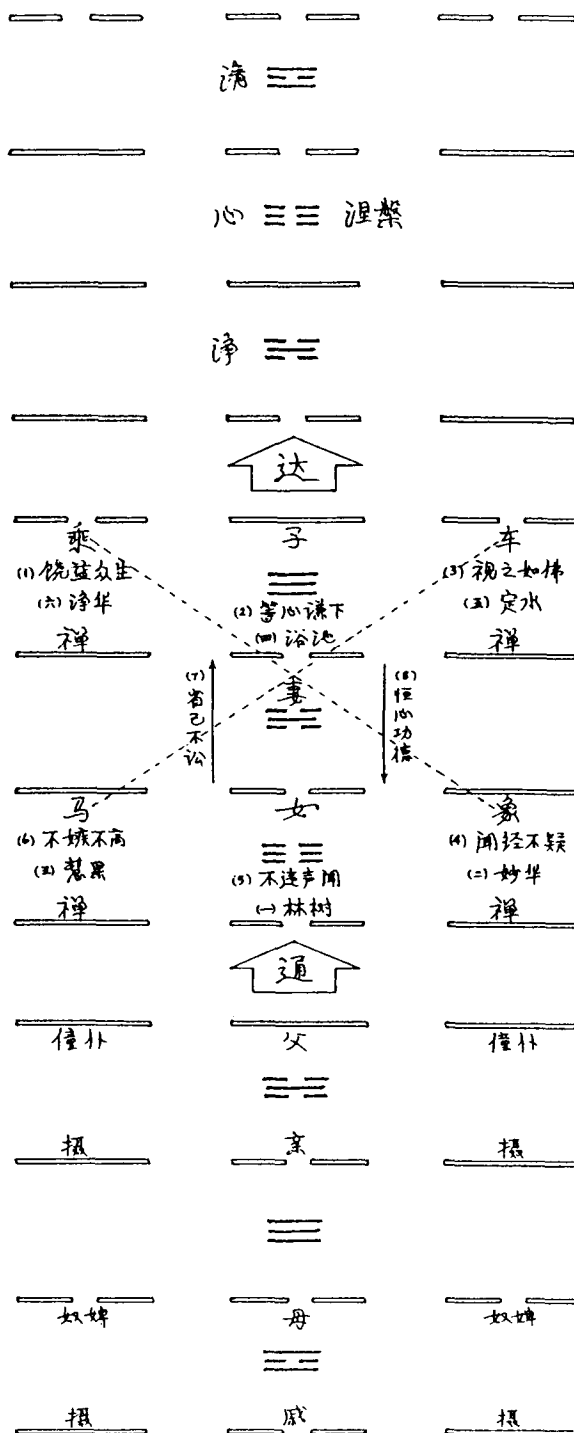 心 涅槃
净
达
乘 子 车
(1) 饶益众生 (2) 等心谦下 (3) 视之如佛
(六) 净华 (四) 浴池 (五) 定水
禅 禅
(7) 省己不讼
妻
(8) 恒心功德
马 女 象
(6) 不嫉不高 (5) 不违声闻 (4) 闻经不疑
(三) 慧果 (一) 林树 (二) 妙华
禅 禅
通
僮仆 父 僮仆
摄 亲 摄
奴婢 母 奴婢
摄 戚 摄